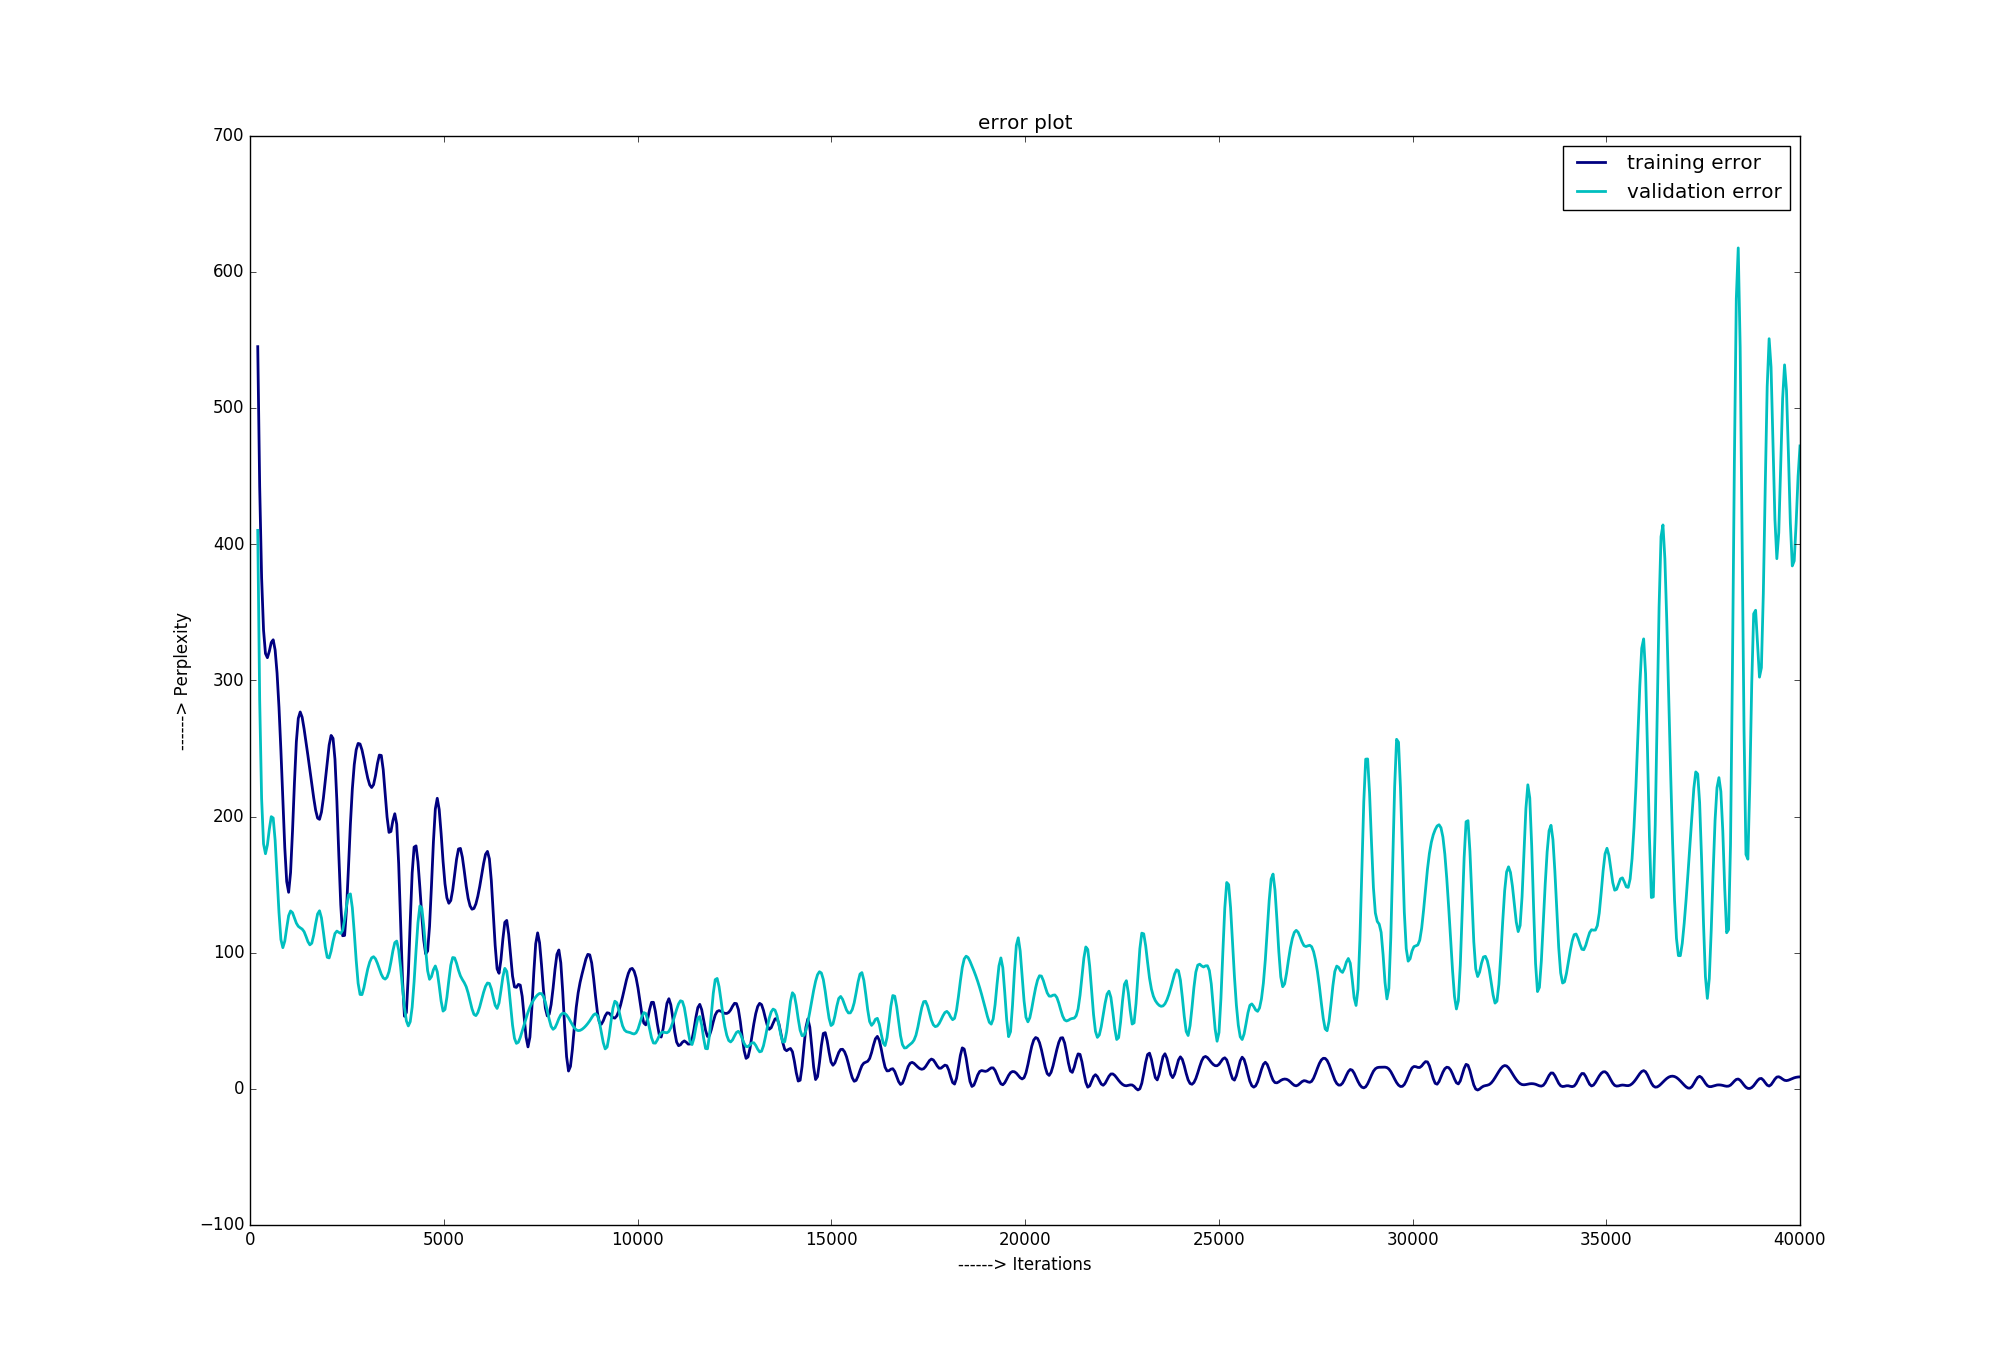 error plot
training error
validation error
700
600
500
400
300
200
100
0
−100
------> Perplexity
0 5000 10000 15000 20000 25000 30000 35000 40000
------> Iterations